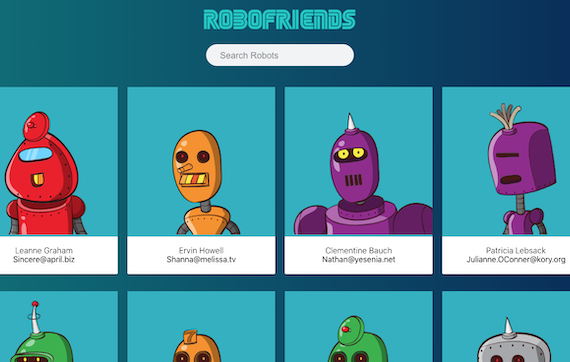 ROBOFRIENDS
Search Robots
Leanne Graham
Sincere@april.biz
Ervin Howell
Shanna@melissa.tv
Clementine Bauch
Nathan@yesenia.net
Patricia Lebsack
Julianne.OConner@kory.org